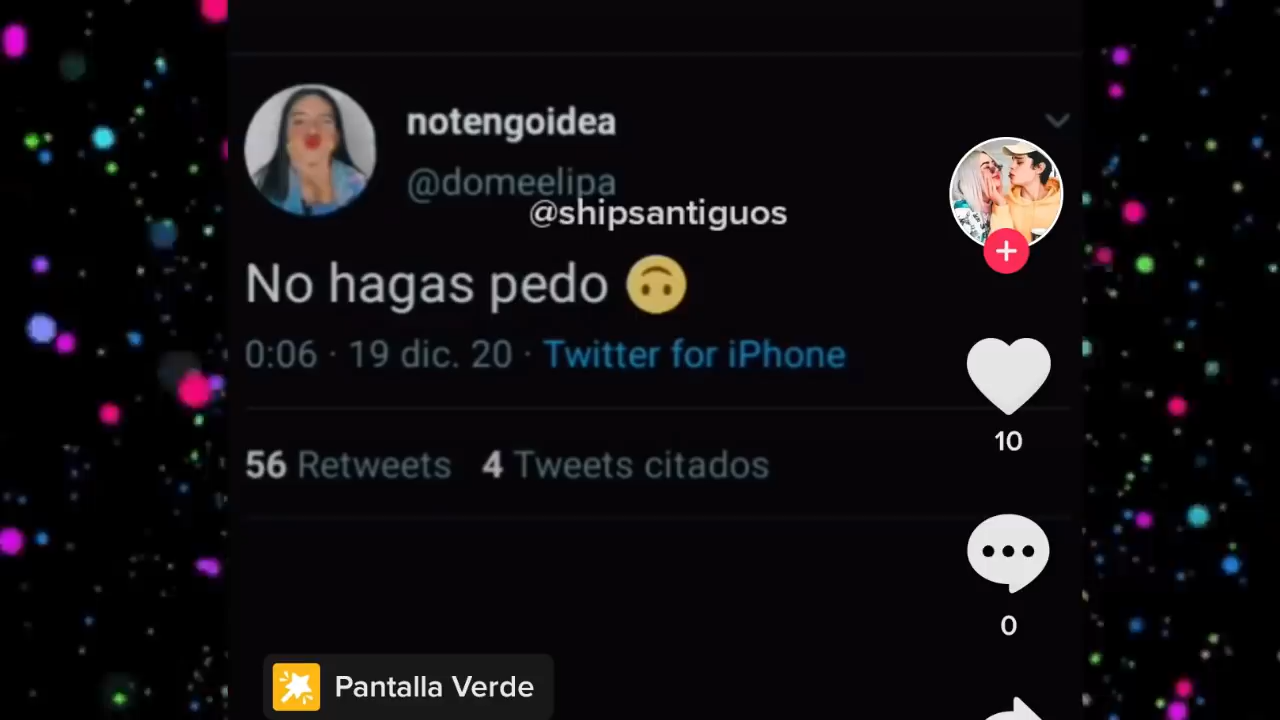 notengoidea
@domeelipa
@shipsantiguos
No hagas pedo 🙃
0:06 · 19 dic. 20 · Twitter for iPhone
10
56 Retweets 4 Tweets citados
0
Pantalla Verde